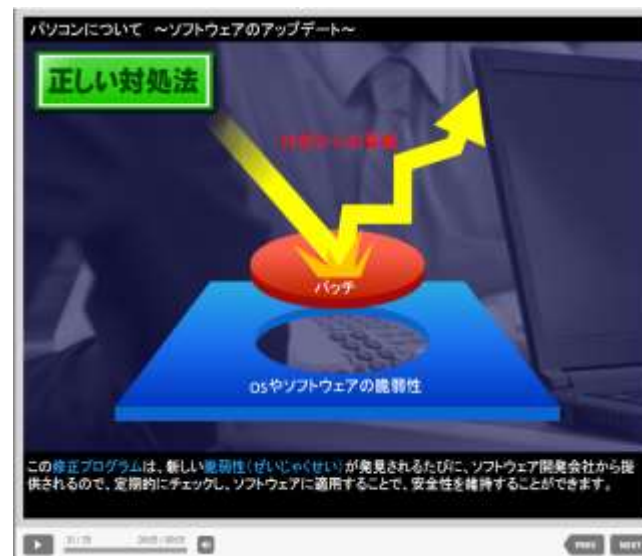 パソコンについて ～ソフトウェアのアップデート～
正しい対処法
パッチ
OSやソフトウェアの脆弱性
この修正プログラムは、新しい脆弱性(ぜいじゃくせい)が発見されるたびに、ソフトウェア開発会社から提
供されるので、定期的にチェックし、ソフトウェアに適用することで、安全性を維持することができます。
PREV NEXT